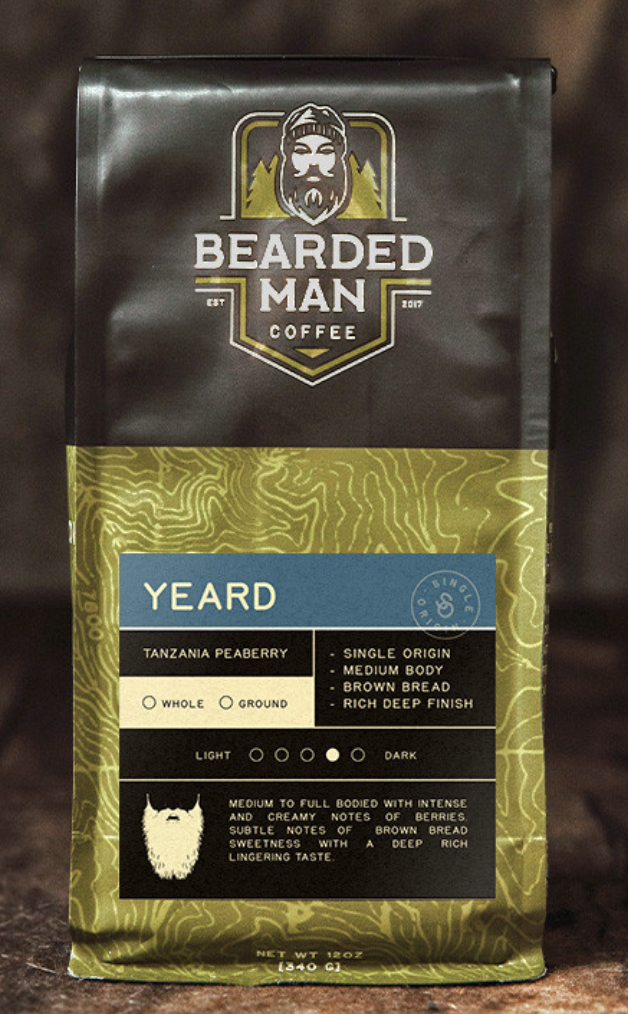 BEARDED
MAN
EST 2017
COFFEE
YEARD
SINGLE ORIGIN
TANZANIA PEABERRY
WHOLE GROUND
- SINGLE ORIGIN
- MEDIUM BODY
- BROWN BREAD
- RICH DEEP FINISH
LIGHT DARK
MEDIUM TO FULL BODIED WITH INTENSE
AND CREAMY NOTES OF BERRIES.
SUBTLE NOTES OF BROWN BREAD
SWEETNESS WITH A DEEP RICH
LINGERING TASTE.
7800
NET WT 12OZ
[340 G]